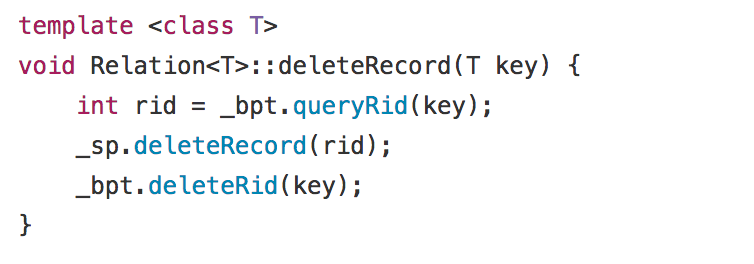 template <class T>
void Relation<T>::deleteRecord(T key) {
    int rid = _bpt.queryRid(key);
    _sp.deleteRecord(rid);
    _bpt.deleteRid(key);
}